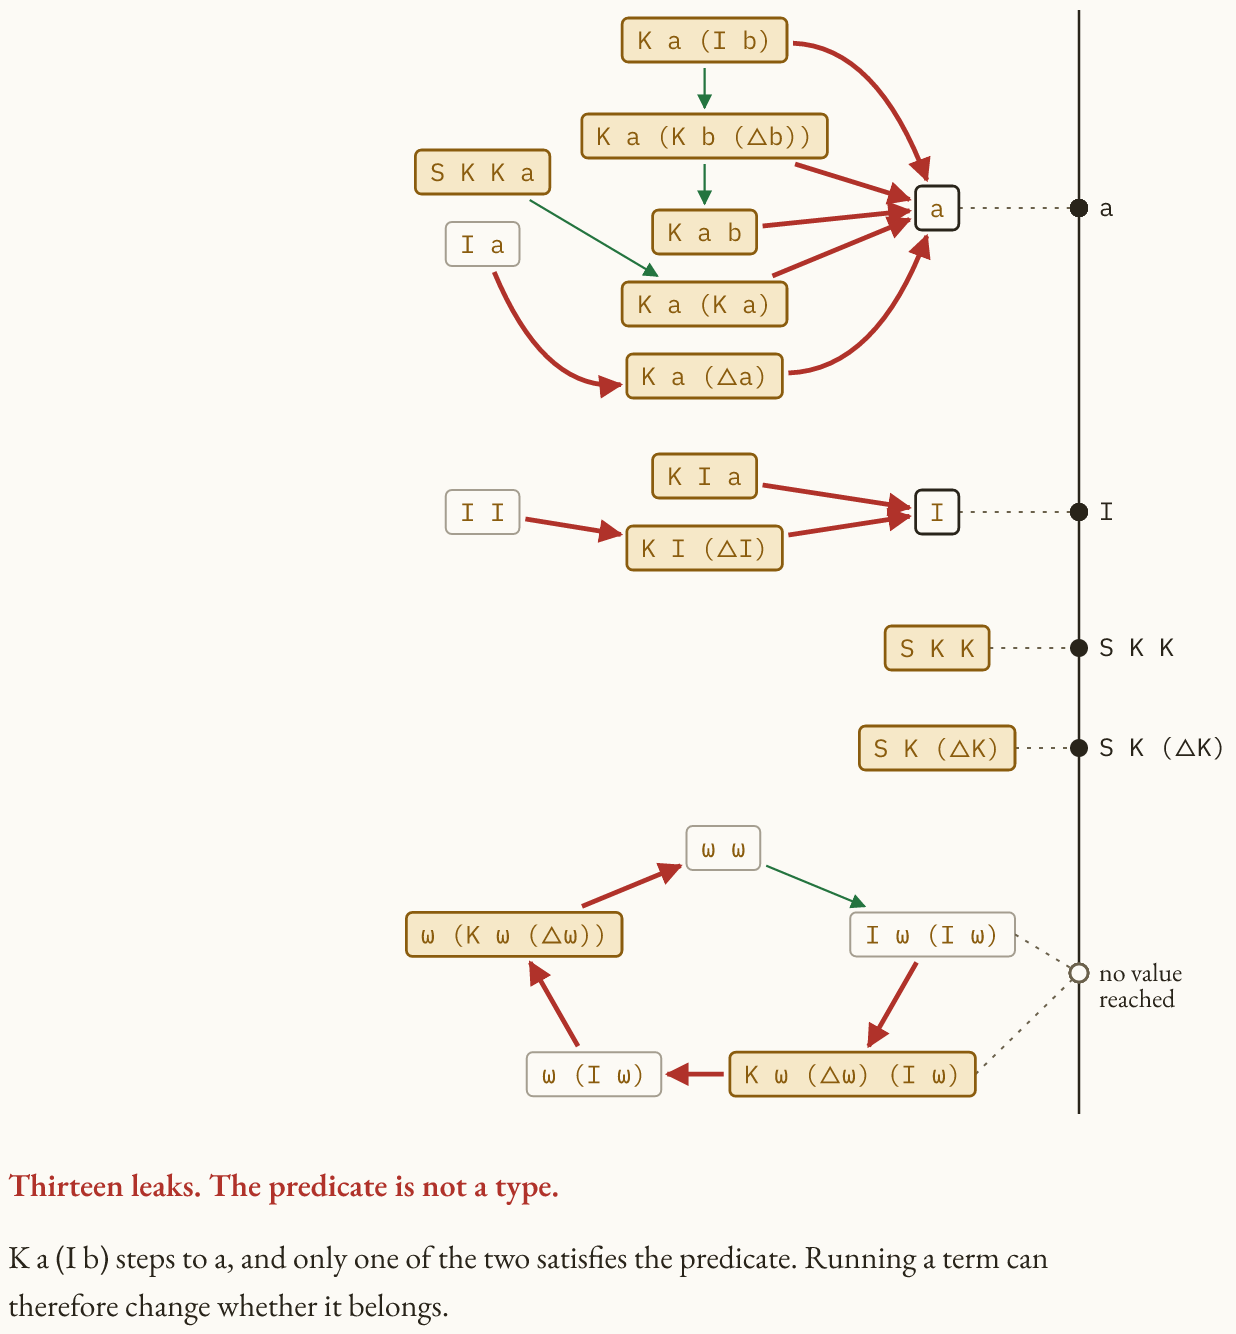 K a (I b)
K a (K b (△b))
S K K a
a
a
K a b
I a
K a (K a)
K a (△a)
K I a
I I
I
I
K I (△I)
S K K
S K K
S K (△K)
S K (△K)
ω ω
ω (K ω (△ω))
I ω (I ω)
no value
reached
ω (I ω)
K ω (△ω) (I ω)
Thirteen leaks. The predicate is not a type.
K a (I b) steps to a, and only one of the two satisfies the predicate. Running a term can
therefore change whether it belongs.